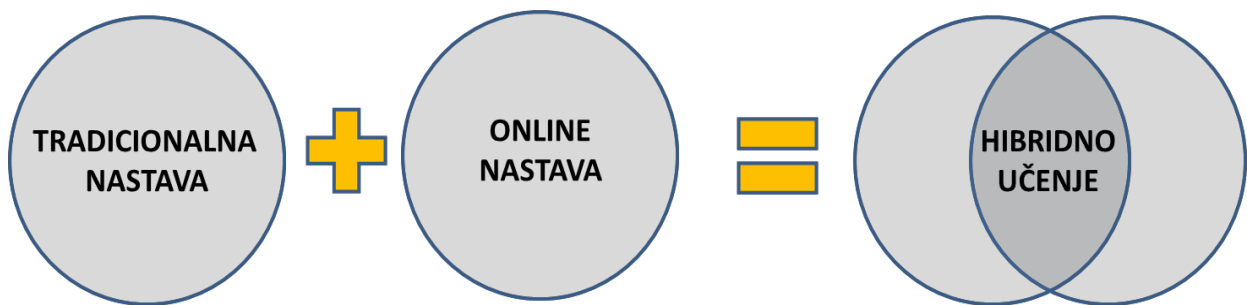 TRADICIONALNA
NASTAVA
ONLINE
NASTAVA
HIBRIDNO
UČENJE